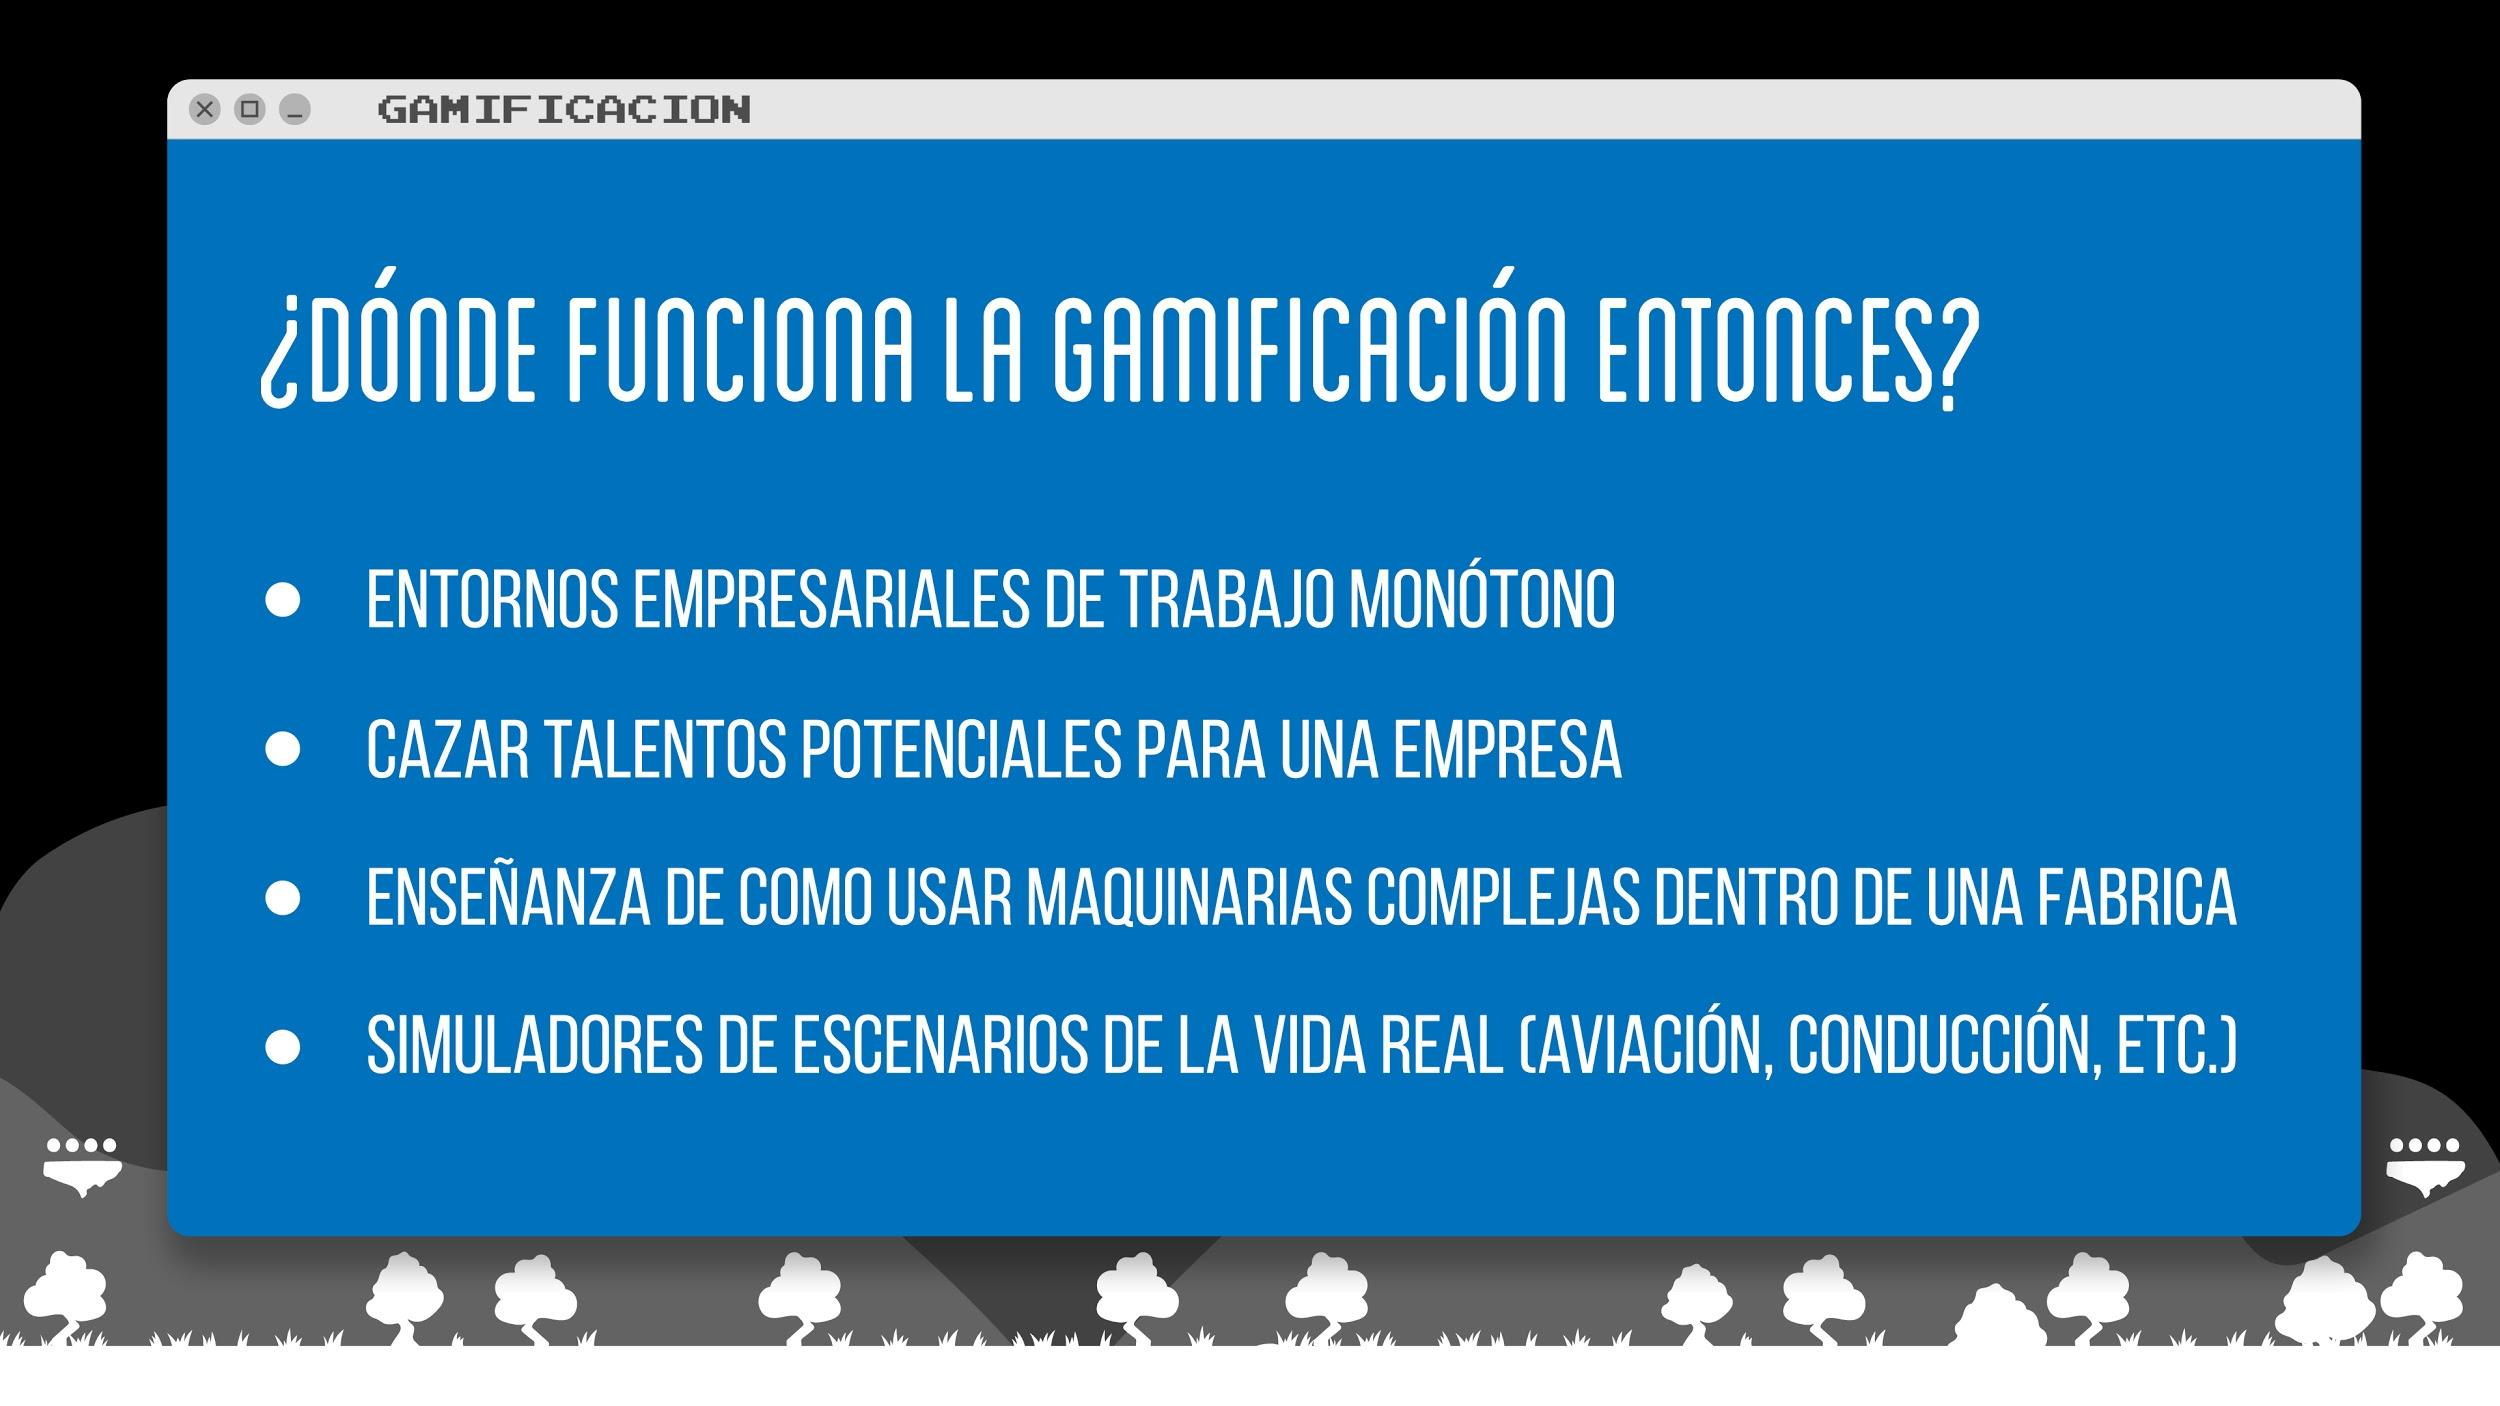 GAMIFICACION
¿DÓNDE FUNCIONA LA GAMIFICACIÓN ENTONCES?
• ENTORNOS EMPRESARIALES DE TRABAJO MONÓTONO
• CAZAR TALENTOS POTENCIALES PARA UNA EMPRESA
• ENSEÑANZA DE COMO USAR MAQUINARIAS COMPLEJAS DENTRO DE UNA FABRICA
• SIMULADORES DE ESCENARIOS DE LA VIDA REAL (AVIACIÓN, CONDUCCIÓN, ETC.)